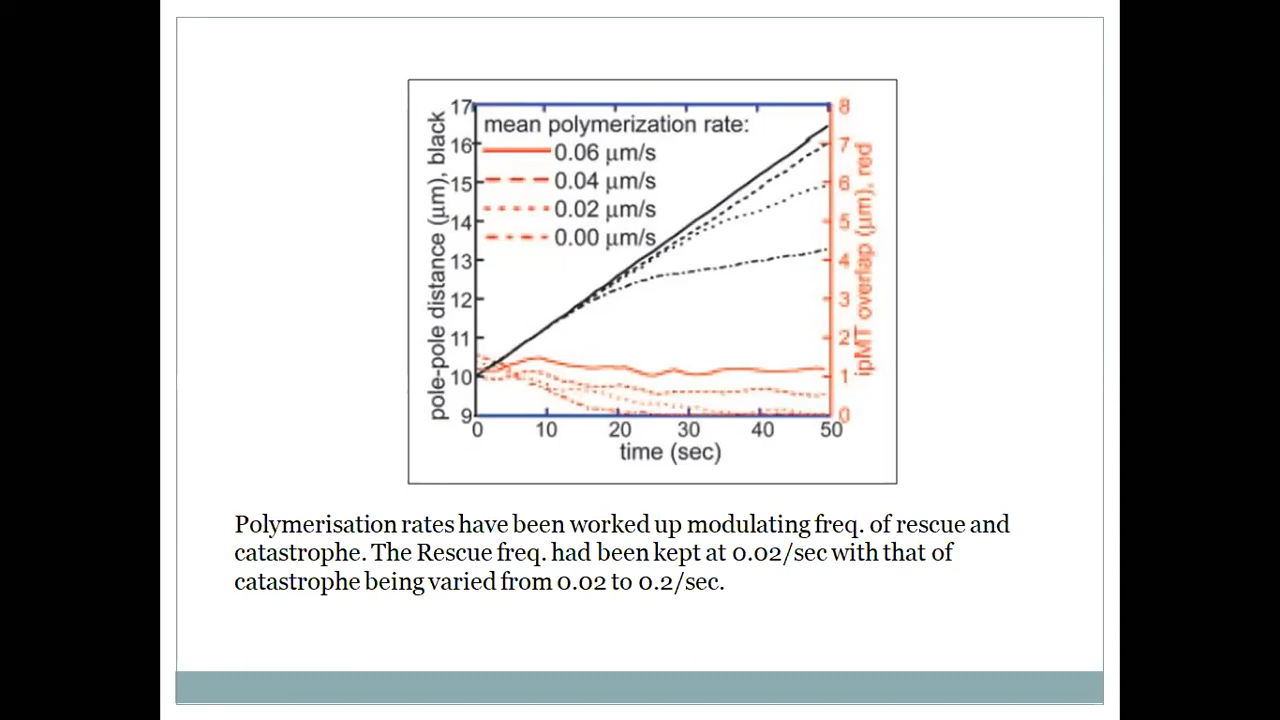 17
16
15
14
13
12
11
10
9
pole-pole distance (μm), black
mean polymerization rate:
0.06 μm/s
0.04 μm/s
0.02 μm/s
0.00 μm/s
8
7
6
5
4
3
2
1
0
ipMT overlap (μm), red
0 10 20 30 40 50
time (sec)
Polymerisation rates have been worked up modulating freq. of rescue and
catastrophe. The Rescue freq. had been kept at 0.02/sec with that of
catastrophe being varied from 0.02 to 0.2/sec.